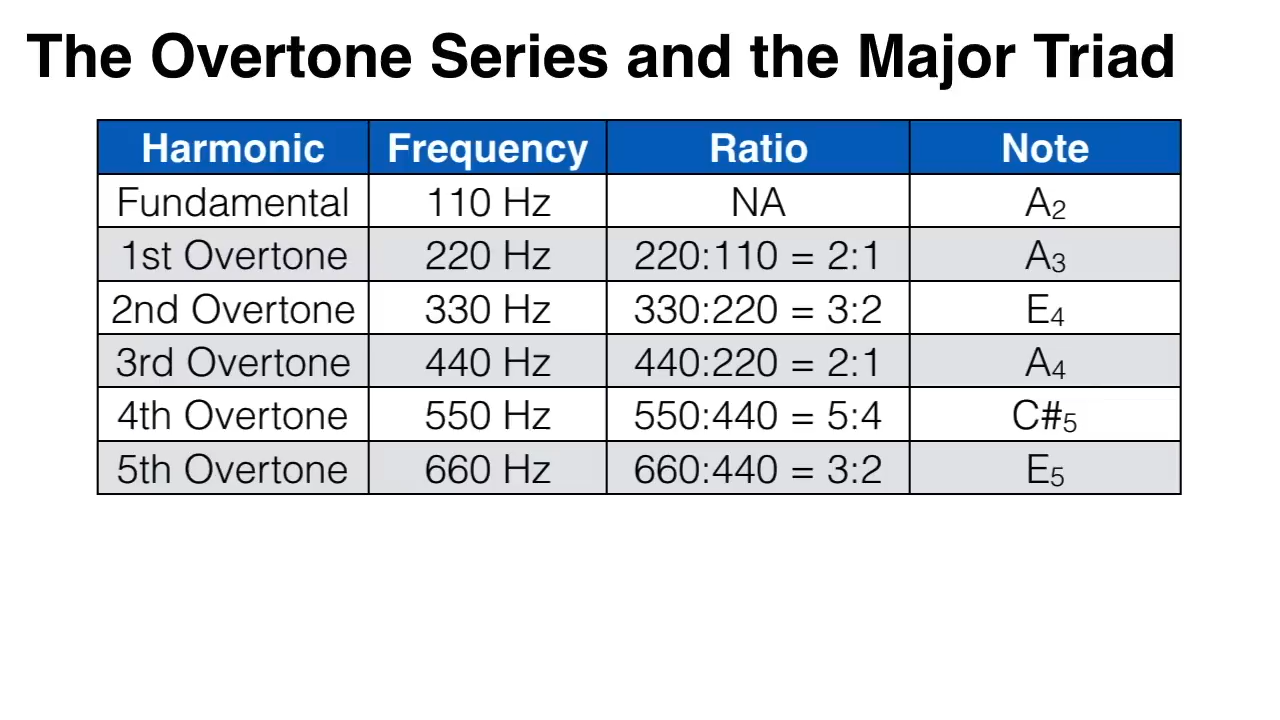 The Overtone Series and the Major Triad
Harmonic Frequency Ratio Note
Fundamental 110 Hz NA A2
1st Overtone 220 Hz 220:110 = 2:1 A3
2nd Overtone 330 Hz 330:220 = 3:2 E4
3rd Overtone 440 Hz 440:220 = 2:1 A4
4th Overtone 550 Hz 550:440 = 5:4 C#5
5th Overtone 660 Hz 660:440 = 3:2 E5